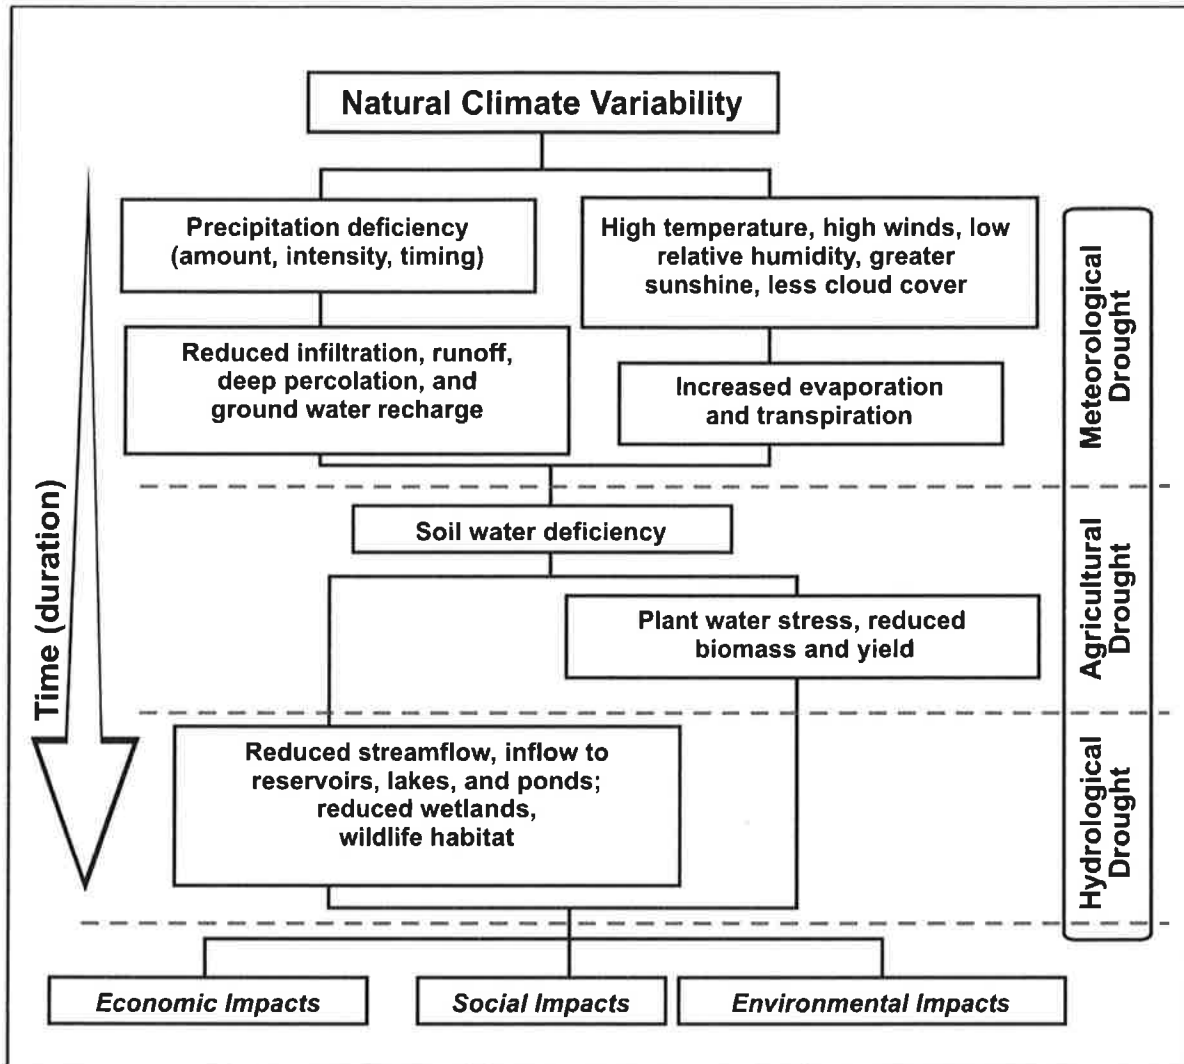 Natural Climate Variability
Precipitation deficiency
(amount, intensity, timing)
High temperature, high winds, low
relative humidity, greater
sunshine, less cloud cover
Reduced infiltration, runoff,
deep percolation, and
ground water recharge
Increased evaporation
and transpiration
Meteorological
Drought
Time (duration)
Soil water deficiency
Plant water stress, reduced
biomass and yield
Agricultural
Drought
Reduced streamflow, inflow to
reservoirs, lakes, and ponds;
reduced wetlands,
wildlife habitat
Hydrological
Drought
Economic Impacts
Social Impacts
Environmental Impacts